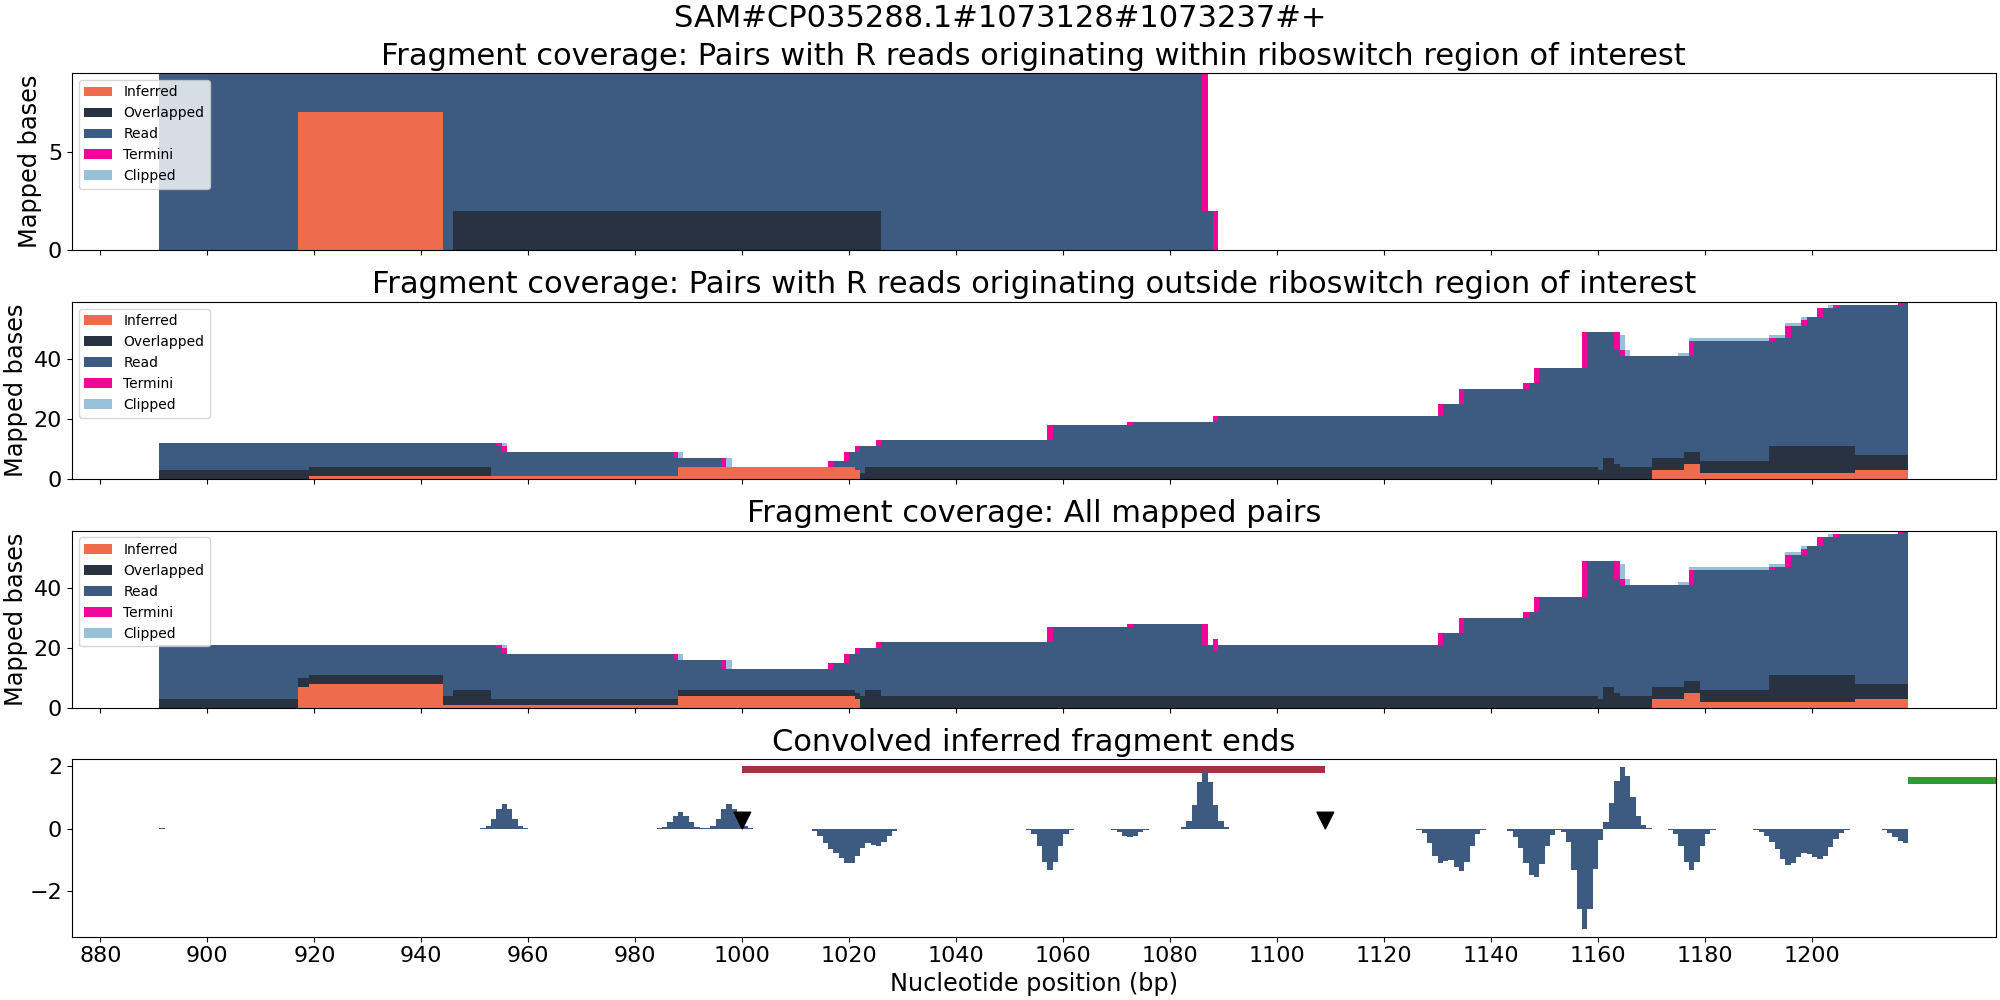 SAM#CP035288.1#1073128#1073237#+
Fragment coverage: Pairs with R reads originating within riboswitch region of interest
Mapped bases
5
0
Inferred
Overlapped
Read
Termini
Clipped
Fragment coverage: Pairs with R reads originating outside riboswitch region of interest
Mapped bases
40
20
0
Inferred
Overlapped
Read
Termini
Clipped
Fragment coverage: All mapped pairs
Mapped bases
40
20
0
Inferred
Overlapped
Read
Termini
Clipped
Convolved inferred fragment ends
2
0
−2
880 900 920 940 960 980 1000 1020 1040 1060 1080 1100 1120 1140 1160 1180 1200
Nucleotide position (bp)